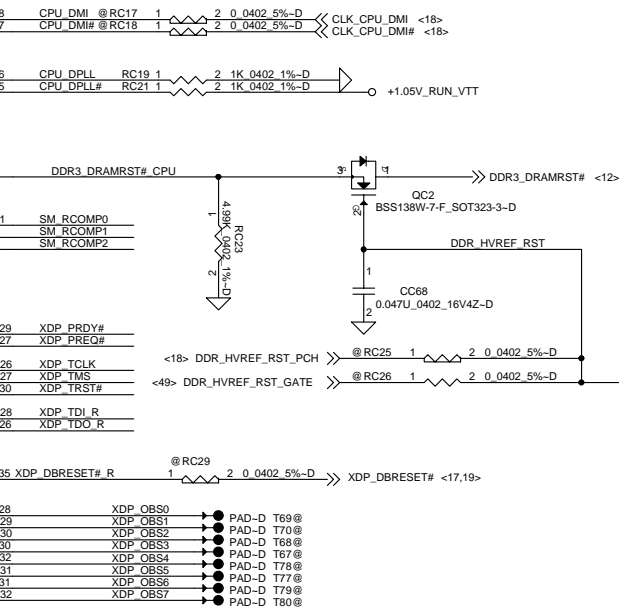 8 CPU_DMI @RC17 1 2 0_0402_5%~D CLK_CPU_DMI <18>
7 CPU_DMI# @RC18 1 2 0_0402_5%~D CLK_CPU_DMI# <18>
6 CPU_DPLL RC19 1 2 1K_0402_1%~D
5 CPU_DPLL# RC21 1 2 1K_0402_1%~D
+1.05V_RUN_VTT
DDR3_DRAMRST#_CPU 3 1 DDR3_DRAMRST# <12>
QC2
BSS138W-7-F_SOT323-3~D
2
1
4.99K_0402_1%~D
RC23
2
1 SM_RCOMP0
SM_RCOMP1
SM_RCOMP2
DDR_HVREF_RST
1
CC68
0.047U_0402_16V4Z~D
2
29 XDP_PRDY#
27 XDP_PREQ#
26 XDP_TCLK
27 XDP_TMS
30 XDP_TRST#
28 XDP_TDI_R
26 XDP_TDO_R
<18> DDR_HVREF_RST_PCH @RC25 1 2 0_0402_5%~D
<49> DDR_HVREF_RST_GATE @RC26 1 2 0_0402_5%~D
@RC29
35 XDP_DBRESET#_R 1 2 0_0402_5%~D XDP_DBRESET# <17,19>
28 XDP_OBS0 PAD~D T69@
29 XDP_OBS1 PAD~D T70@
30 XDP_OBS2 PAD~D T68@
30 XDP_OBS3 PAD~D T67@
32 XDP_OBS4 PAD~D T78@
31 XDP_OBS5 PAD~D T77@
31 XDP_OBS6 PAD~D T79@
32 XDP_OBS7 PAD~D T80@